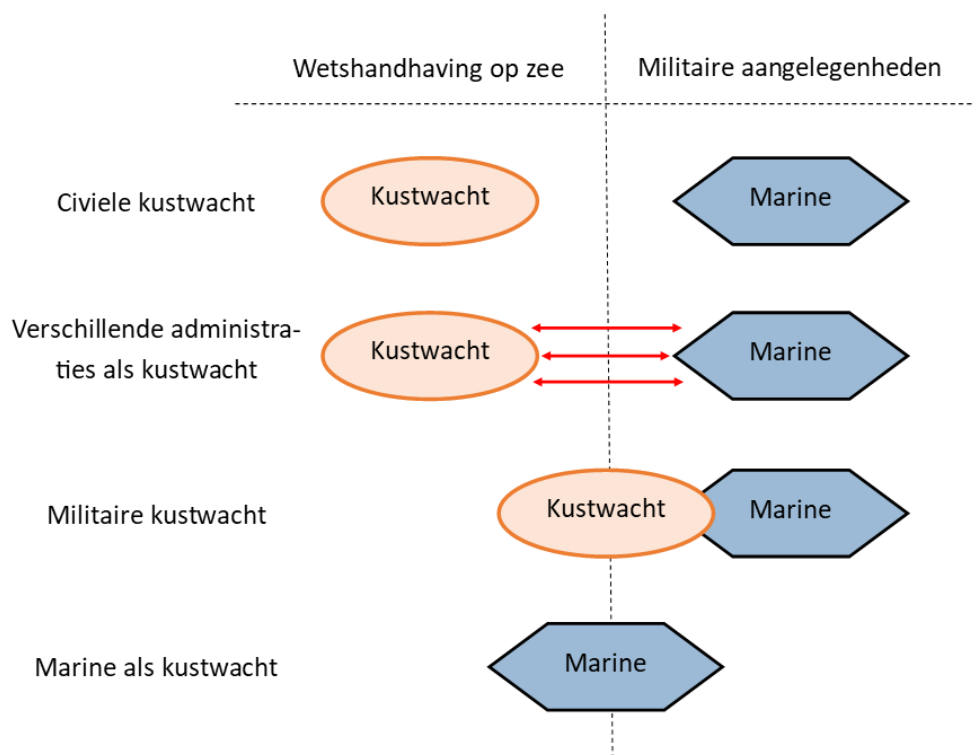 Wetshandhaving op zee
Militaire aangelegenheden
Civiele kustwacht
Kustwacht
Marine
Verschillende administra-
ties als kustwacht
Kustwacht
Marine
Militaire kustwacht
Kustwacht
Marine
Marine als kustwacht
Marine